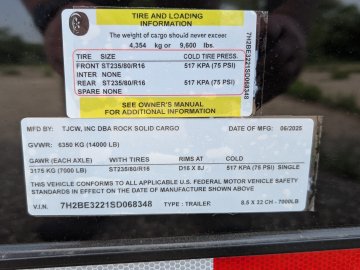 TIRE AND LOADING
INFORMATION
The weight of cargo should never exceed
4,354 kg or 9,600 lbs.
TIRE SIZE COLD TIRE PRESS.
FRONT ST235/80/R16 517 KPA (75 PSI)
INTER NONE
REAR ST235/80/R16 517 KPA (75 PSI)
SPARE NONE
7H2BE3221SD068348
SEE OWNER'S MANUAL
FOR ADDITIONAL INFORMATION
MFD BY: TJCW, INC DBA ROCK SOLID CARGO DATE OF MFG: 06/2025
GVWR: 6350 KG (14000 LB)
GAWR (EACH AXLE) WITH TIRES RIMS AT COLD
3175 KG (7000 LB) ST235/80/R16 D16 X 8J 517 KPA (75 PSI) SINGLE
THIS VEHICLE CONFORMS TO ALL APPLICABLE U.S. FEDERAL MOTOR VEHICLE SAFETY
STANDARDS IN EFFECT ON THE DATE OF MANUFACTURE SHOWN ABOVE
V.I.N. 7H2BE3221SD068348 TYPE: TRAILER 8.5 X 32 CH - 7000LB